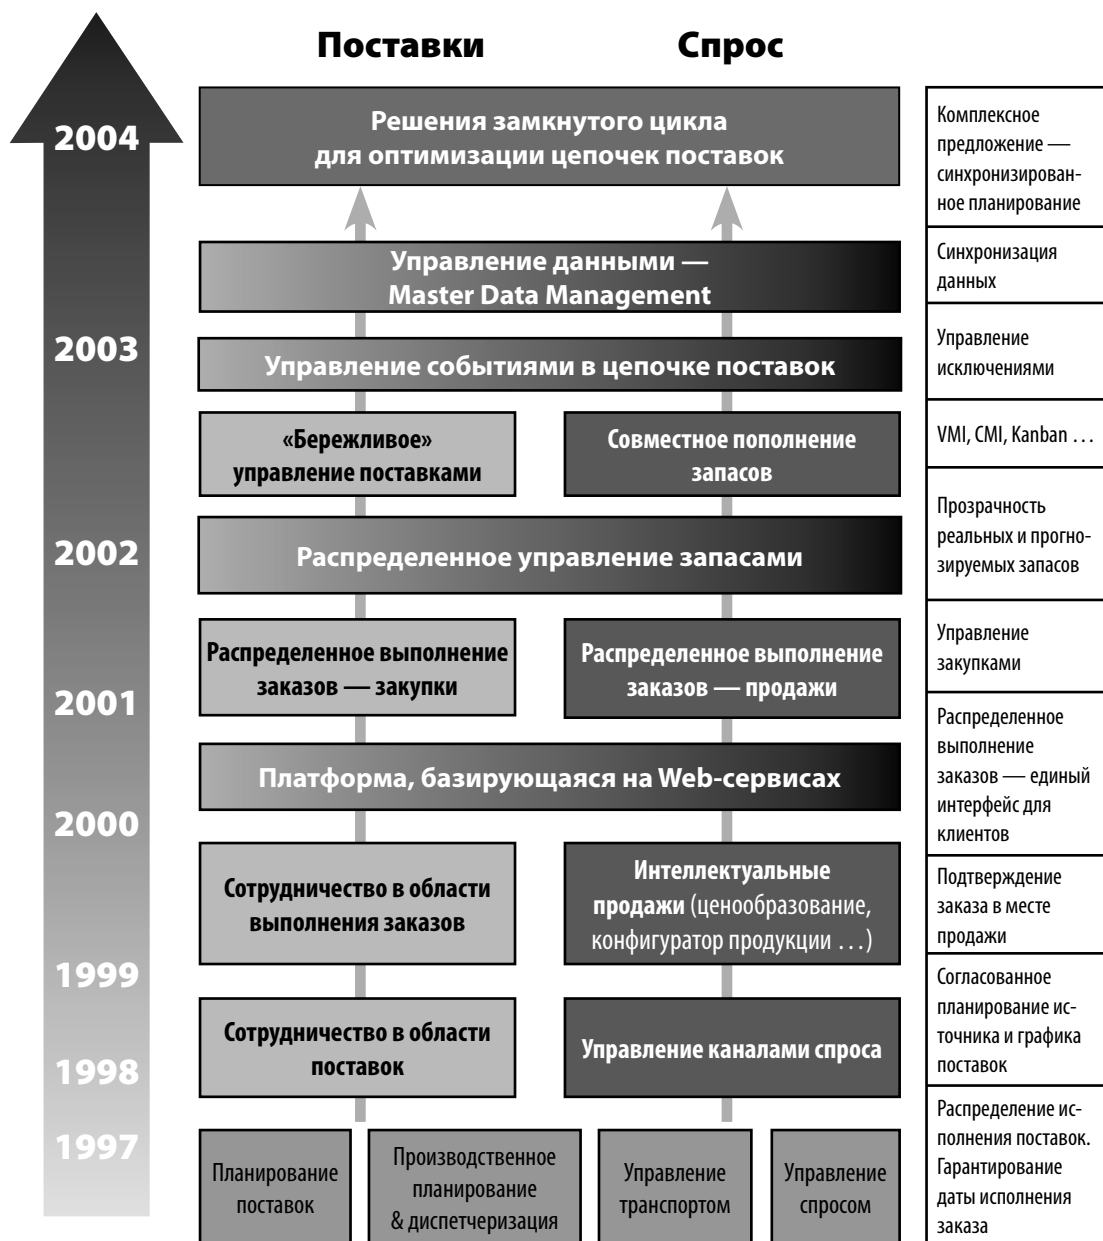 Поставки
Спрос
2004
Решения замкнутого цикла
для оптимизации цепочек поставок
Комплексное
предложение —
синхронизирован-
ное планирование
Управление данными —
Master Data Management
Синхронизация
данных
2003
Управление событиями в цепочке поставок
Управление
исключениями
«Бережливое»
управление поставками
Совместное пополнение
запасов
VMI, CMI, Kanban …
2002
Распределенное управление запасами
Прозрачность
реальных и прогно-
зируемых запасов
Распределенное выполнение
заказов — закупки
Распределенное выполнение
заказов — продажи
Управление
закупками
2001
Платформа, базирующаяся на Web-сервисах
Распределенное
выполнение
заказов — единый
интерфейс для
клиентов
2000
Сотрудничество в области
выполнения заказов
Интеллектуальные
продажи (ценообразование,
конфигуратор продукции …)
Подтверждение
заказа в месте
продажи
1999
Сотрудничество в области
поставок
Управление каналами спроса
Согласованное
планирование ис-
точника и графика
поставок
1998
1997
Планирование
поставок
Производственное
планирование
& диспетчеризация
Управление
транспортом
Управление
спросом
Распределение ис-
полнения поставок.
Гарантирование
даты исполнения
заказа